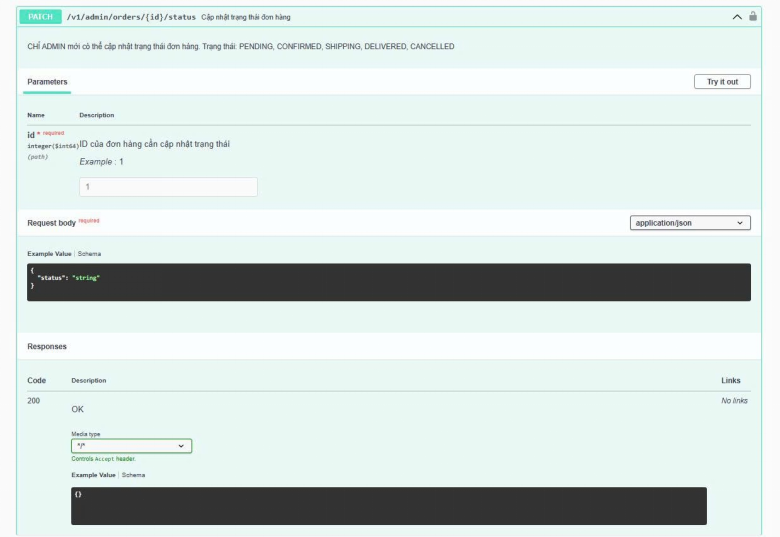 PATCH /v1/admin/orders/{id}/status Cập nhật trạng thái đơn hàng
CHỈ ADMIN mới có thể cập nhật trạng thái đơn hàng. Trạng thái: PENDING, CONFIRMED, SHIPPING, DELIVERED, CANCELLED
Parameters
Try it out
Name Description
id * required
integer($int64)
(path)
ID của đơn hàng cần cập nhật trạng thái
Example : 1
1
Request body required
application/json
Example Value | Schema
{
"status": "string"
}
Responses
Code Description Links
200 OK No links
Media type
*/*
Controls Accept header.
Example Value | Schema
{}